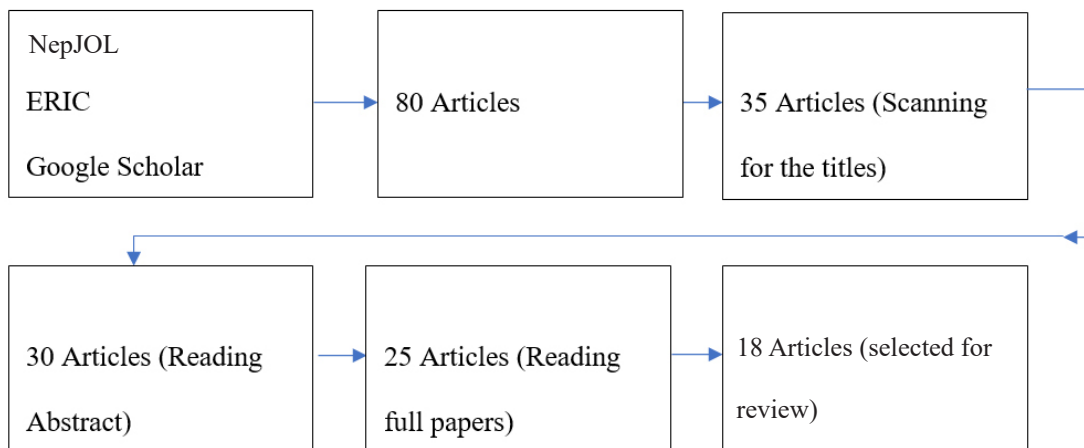 NepJOL
ERIC
Google Scholar
80 Articles
35 Articles (Scanning
for the titles)
30 Articles (Reading
Abstract)
25 Articles (Reading
full papers)
18 Articles (selected for
review)